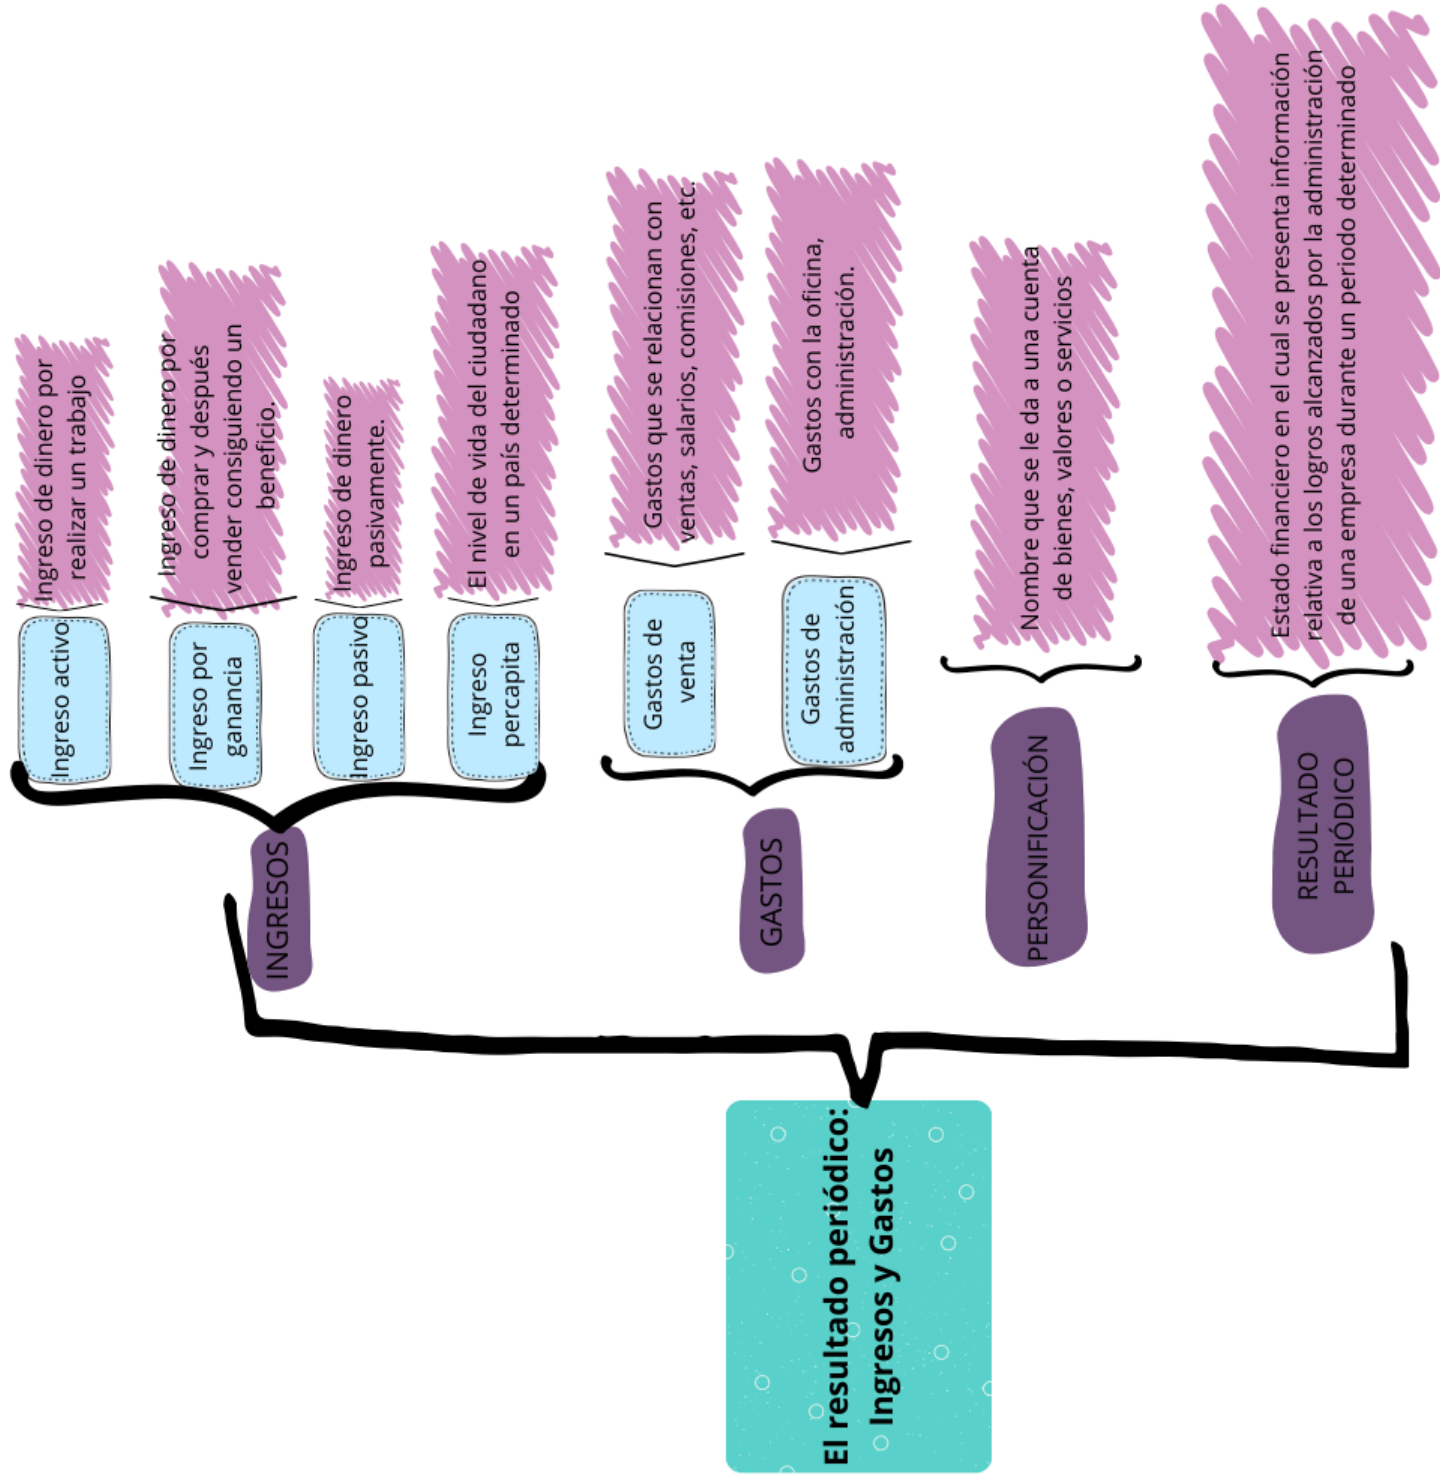 El resultado periódico:
Ingresos y Gastos
INGRESOS
Ingreso activo
Ingreso de dinero por
realizar un trabajo
Ingreso por
ganancia
Ingreso de dinero por
comprar y después
vender consiguiendo un
beneficio.
Ingreso pasivo
Ingreso de dinero
pasivamente.
Ingreso
percapita
El nivel de vida del ciudadano
en un país determinado
GASTOS
Gastos de
venta
Gastos que se relacionan con
ventas, salarios, comisiones, etc.
Gastos de
administración
Gastos con la oficina,
administración.
PERSONIFICACIÓN
Nombre que se le da a una cuenta
de bienes, valores o servicios
RESULTADO
PERIÓDICO
Estado financiero en el cual se presenta información
relativa a los logros alcanzados por la administración
de una empresa durante un periodo determinado